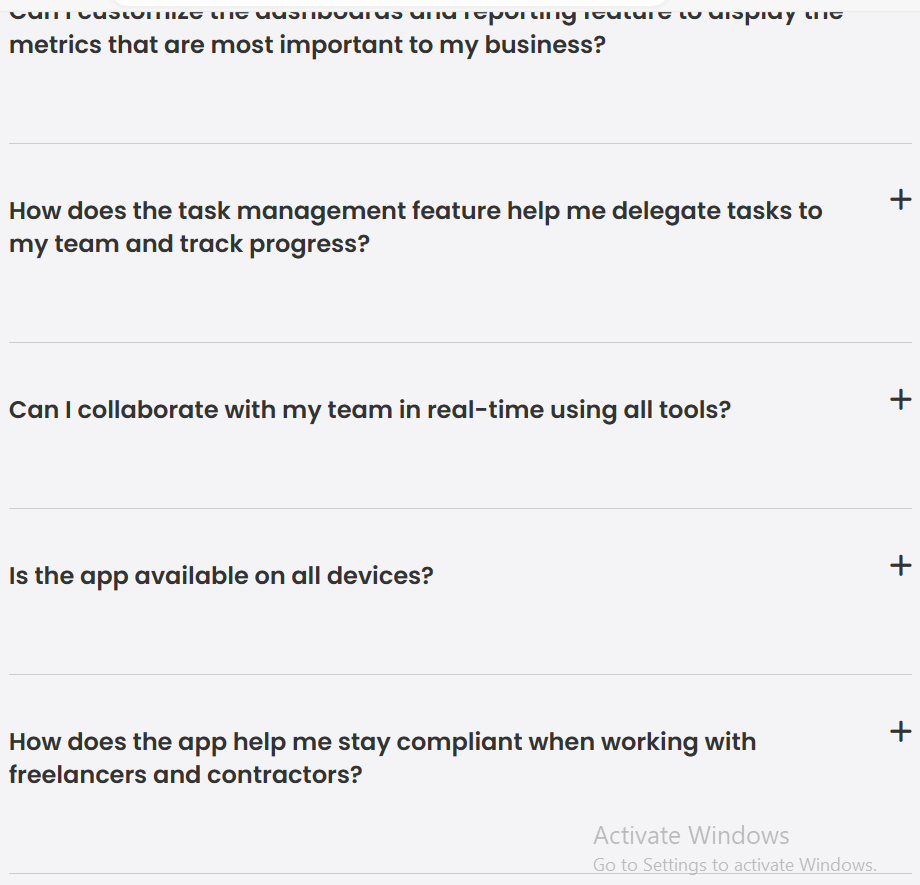 Can I customize the dashboards and reporting feature to display the
metrics that are most important to my business?
How does the task management feature help me delegate tasks to
my team and track progress?
Can I collaborate with my team in real-time using all tools?
Is the app available on all devices?
How does the app help me stay compliant when working with
freelancers and contractors?
Activate Windows
Go to Settings to activate Windows.